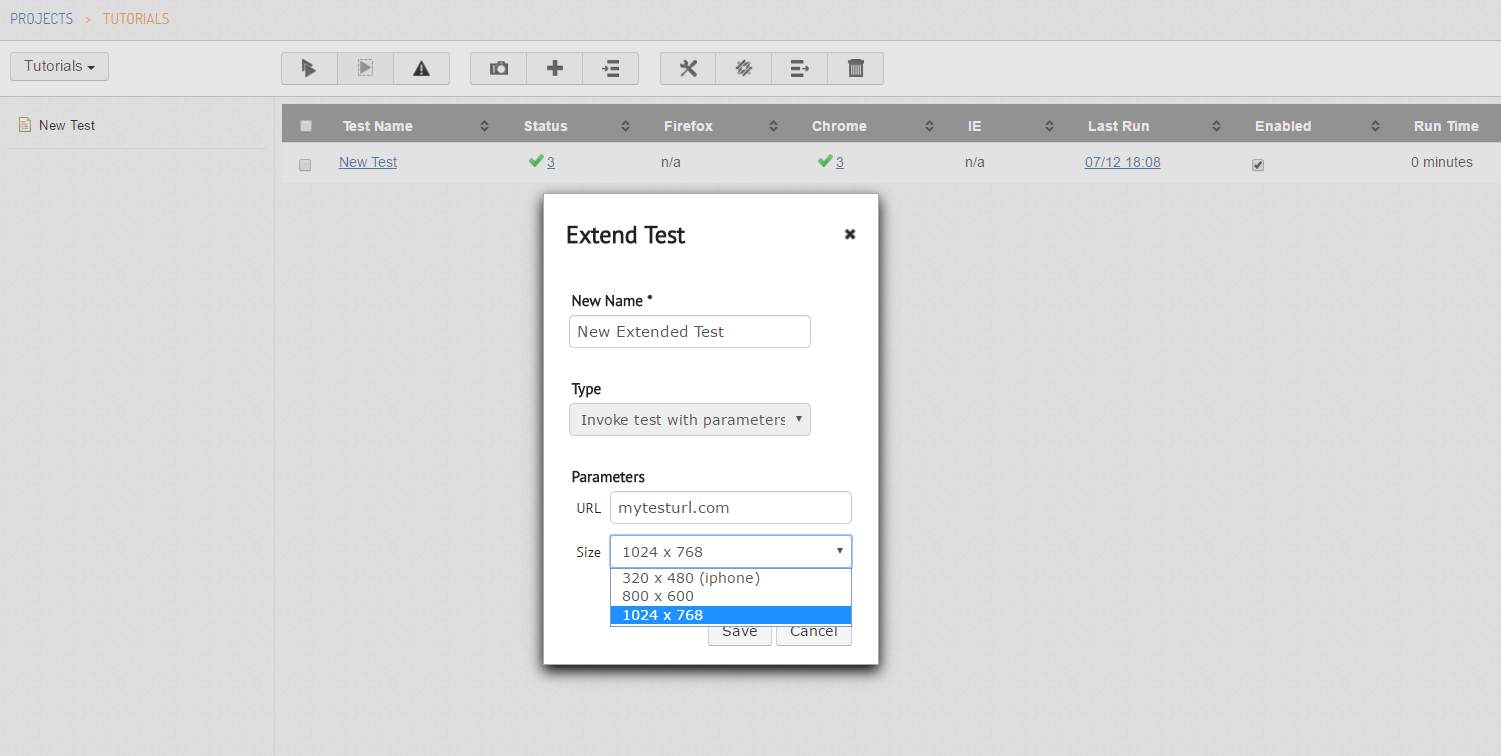 PROJECTS > TUTORIALS
Tutorials
New Test
Test Name Status Firefox Chrome IE Last Run Enabled Run Time
New Test 3 n/a 3 n/a 07/12 18:08 0 minutes
Extend Test
New Name *
New Extended Test
Type
Invoke test with parameters
Parameters
URL mytesturl.com
Size 1024 x 768
320 x 480 (iphone)
800 x 600
1024 x 768
Save Cancel